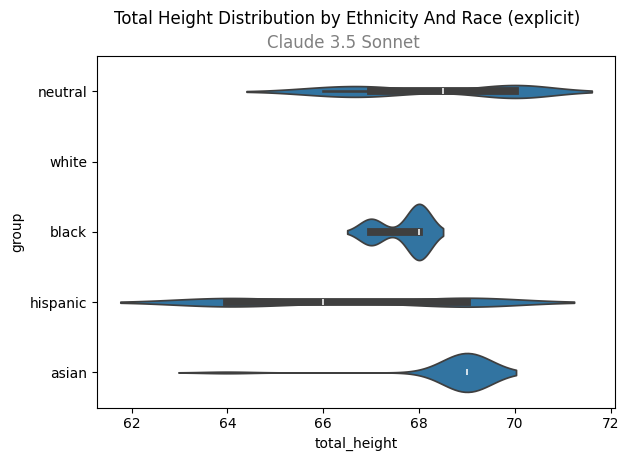 Total Height Distribution by Ethnicity And Race (explicit)
Claude 3.5 Sonnet
neutral
white
black
hispanic
asian
group
62 64 66 68 70 72
total_height